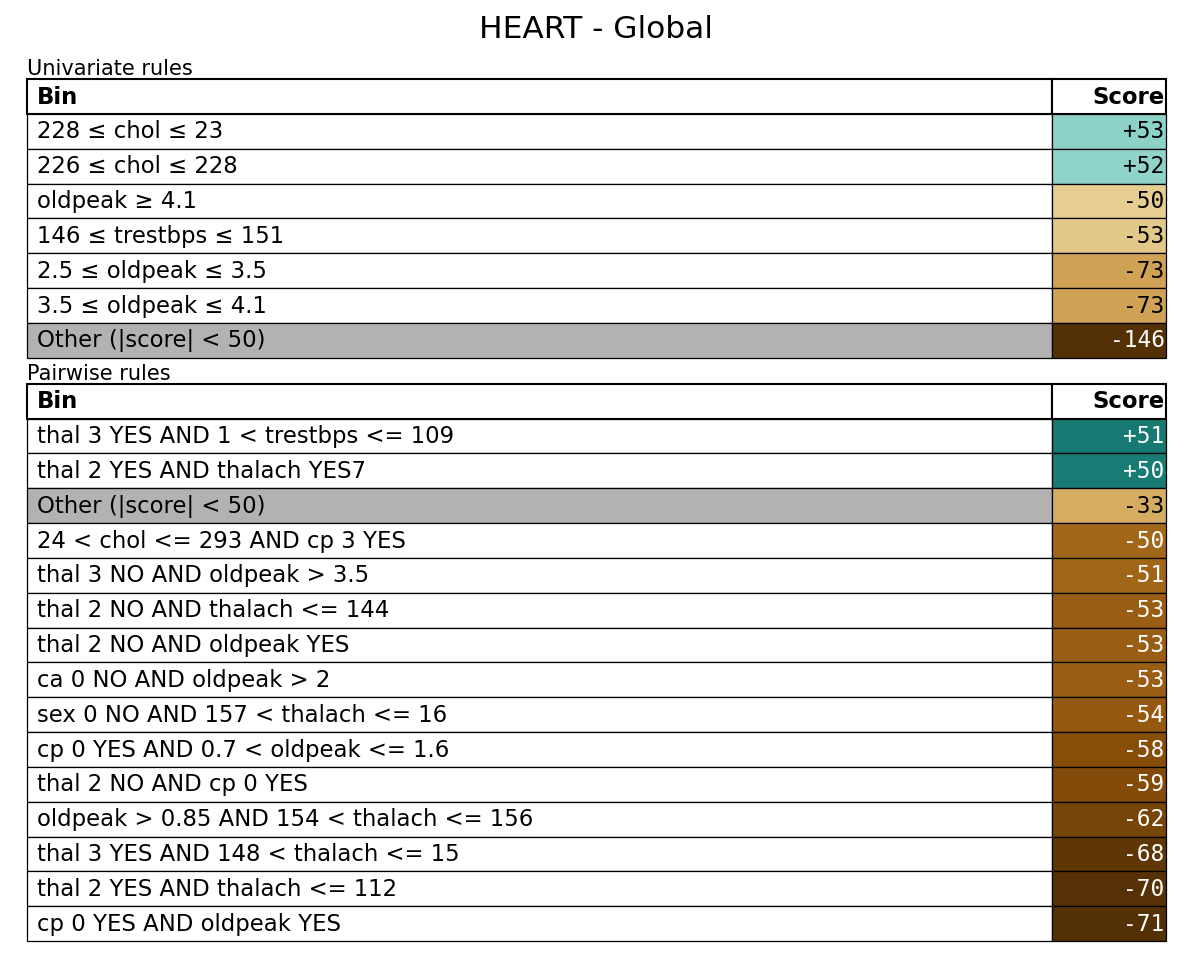 HEART - Global
Univariate rules
Bin Score
228 ≤ chol ≤ 23 +53
226 ≤ chol ≤ 228 +52
oldpeak ≥ 4.1 -50
146 ≤ trestbps ≤ 151 -53
2.5 ≤ oldpeak ≤ 3.5 -73
3.5 ≤ oldpeak ≤ 4.1 -73
Other (|score| < 50) -146
Pairwise rules
Bin Score
thal 3 YES AND 1 < trestbps <= 109 +51
thal 2 YES AND thalach YES7 +50
Other (|score| < 50) -33
24 < chol <= 293 AND cp 3 YES -50
thal 3 NO AND oldpeak > 3.5 -51
thal 2 NO AND thalach <= 144 -53
thal 2 NO AND oldpeak YES -53
ca 0 NO AND oldpeak > 2 -53
sex 0 NO AND 157 < thalach <= 16 -54
cp 0 YES AND 0.7 < oldpeak <= 1.6 -58
thal 2 NO AND cp 0 YES -59
oldpeak > 0.85 AND 154 < thalach <= 156 -62
thal 3 YES AND 148 < thalach <= 15 -68
thal 2 YES AND thalach <= 112 -70
cp 0 YES AND oldpeak YES -71